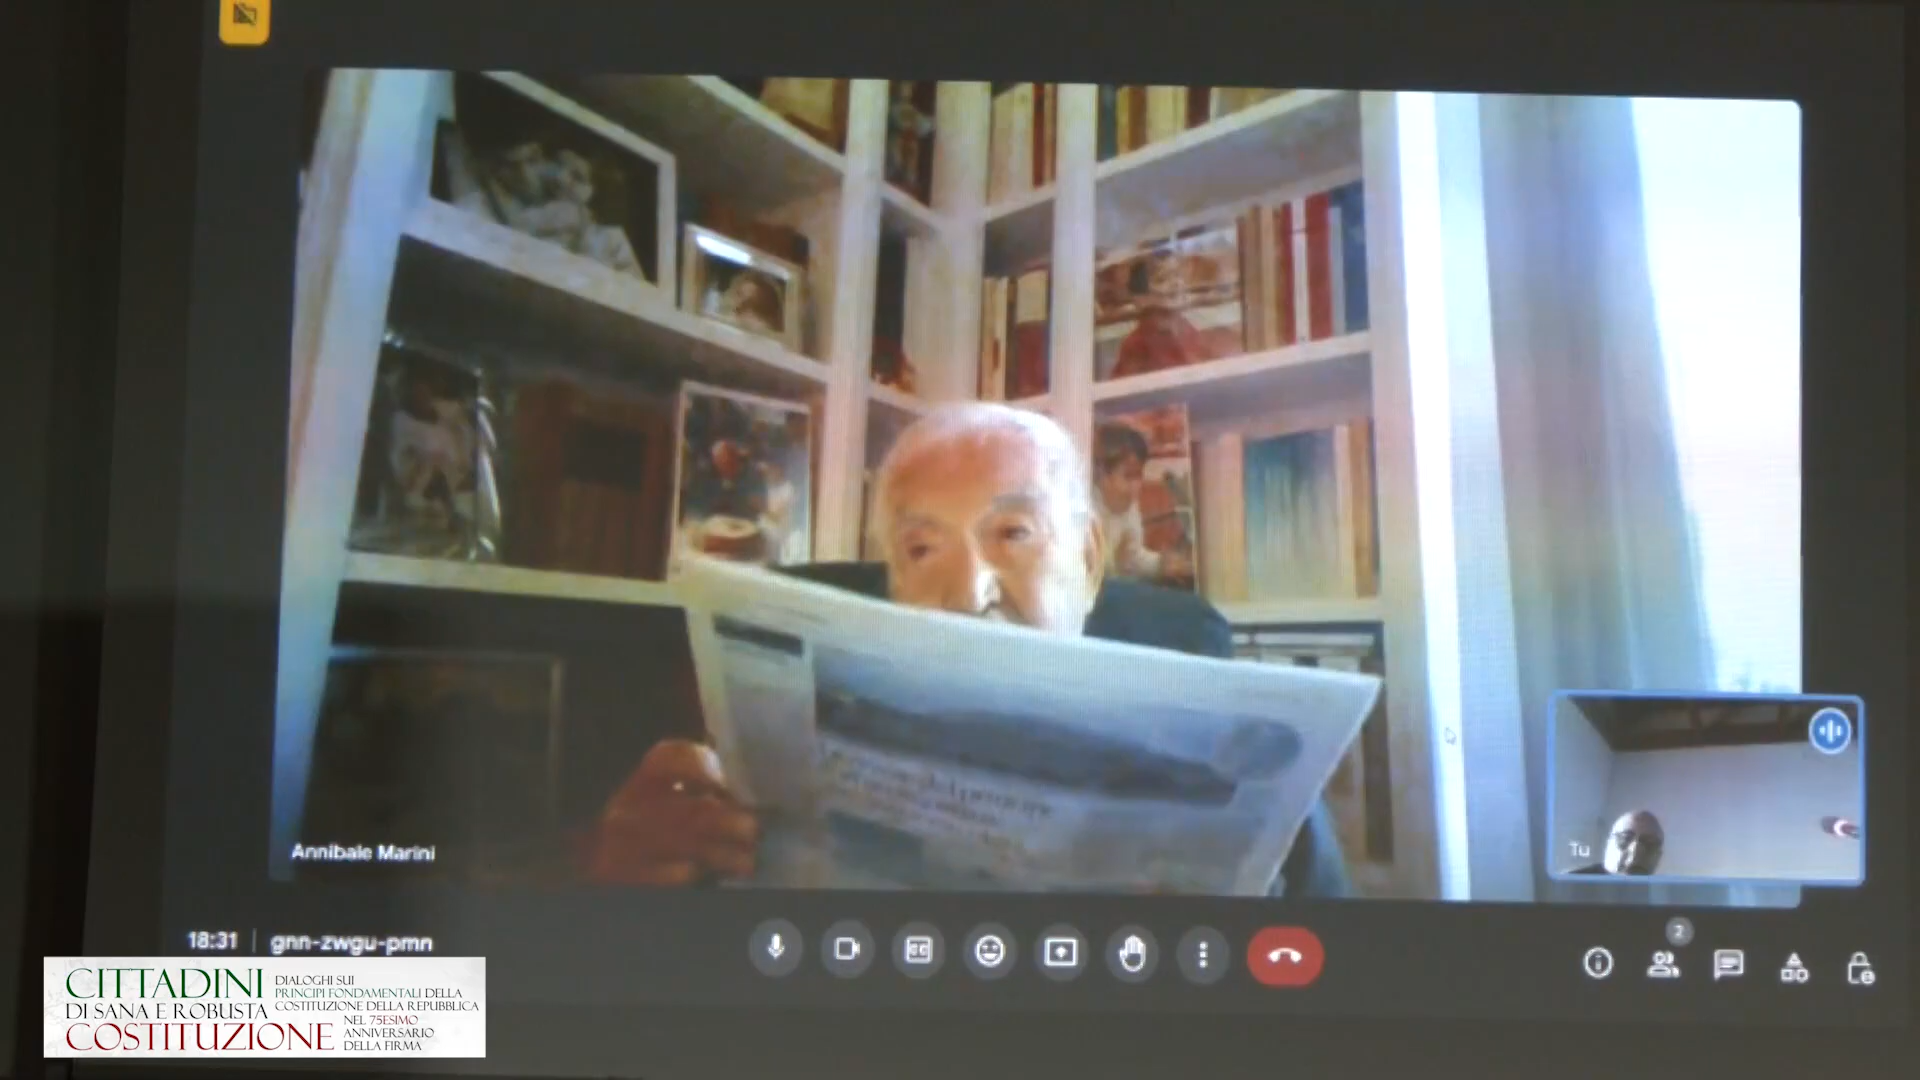 Annibale Marini
Tu
18:31 | gnn-zwgu-pmn
2
CITTADINI
DI SANA E ROBUSTA
COSTITUZIONE
DIALOGHI SUI
PRINCIPI FONDAMENTALI DELLA
COSTITUZIONE DELLA REPUBBLICA
NEL 75ESIMO
ANNIVERSARIO
DELLA FIRMA